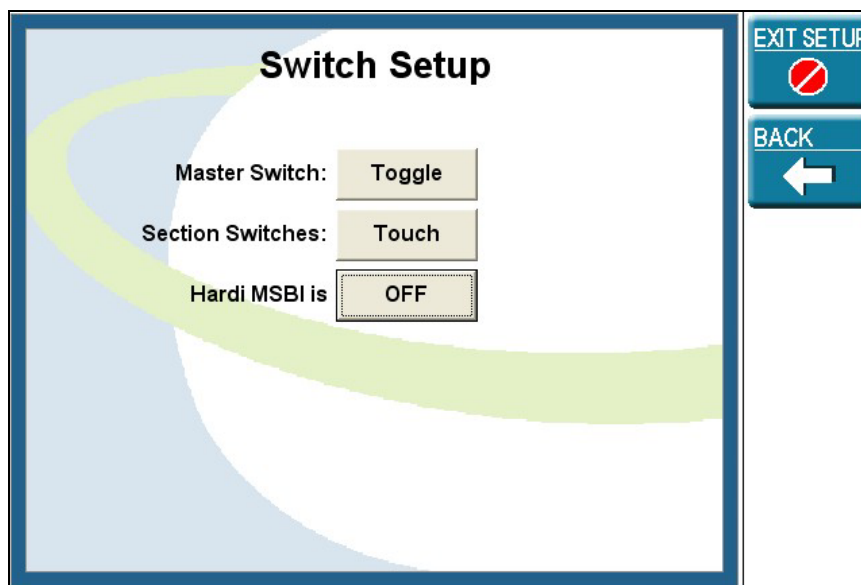 Switch Setup
Master Switch: Toggle
Section Switches: Touch
Hardi MSBI is OFF
EXIT SETUP
BACK